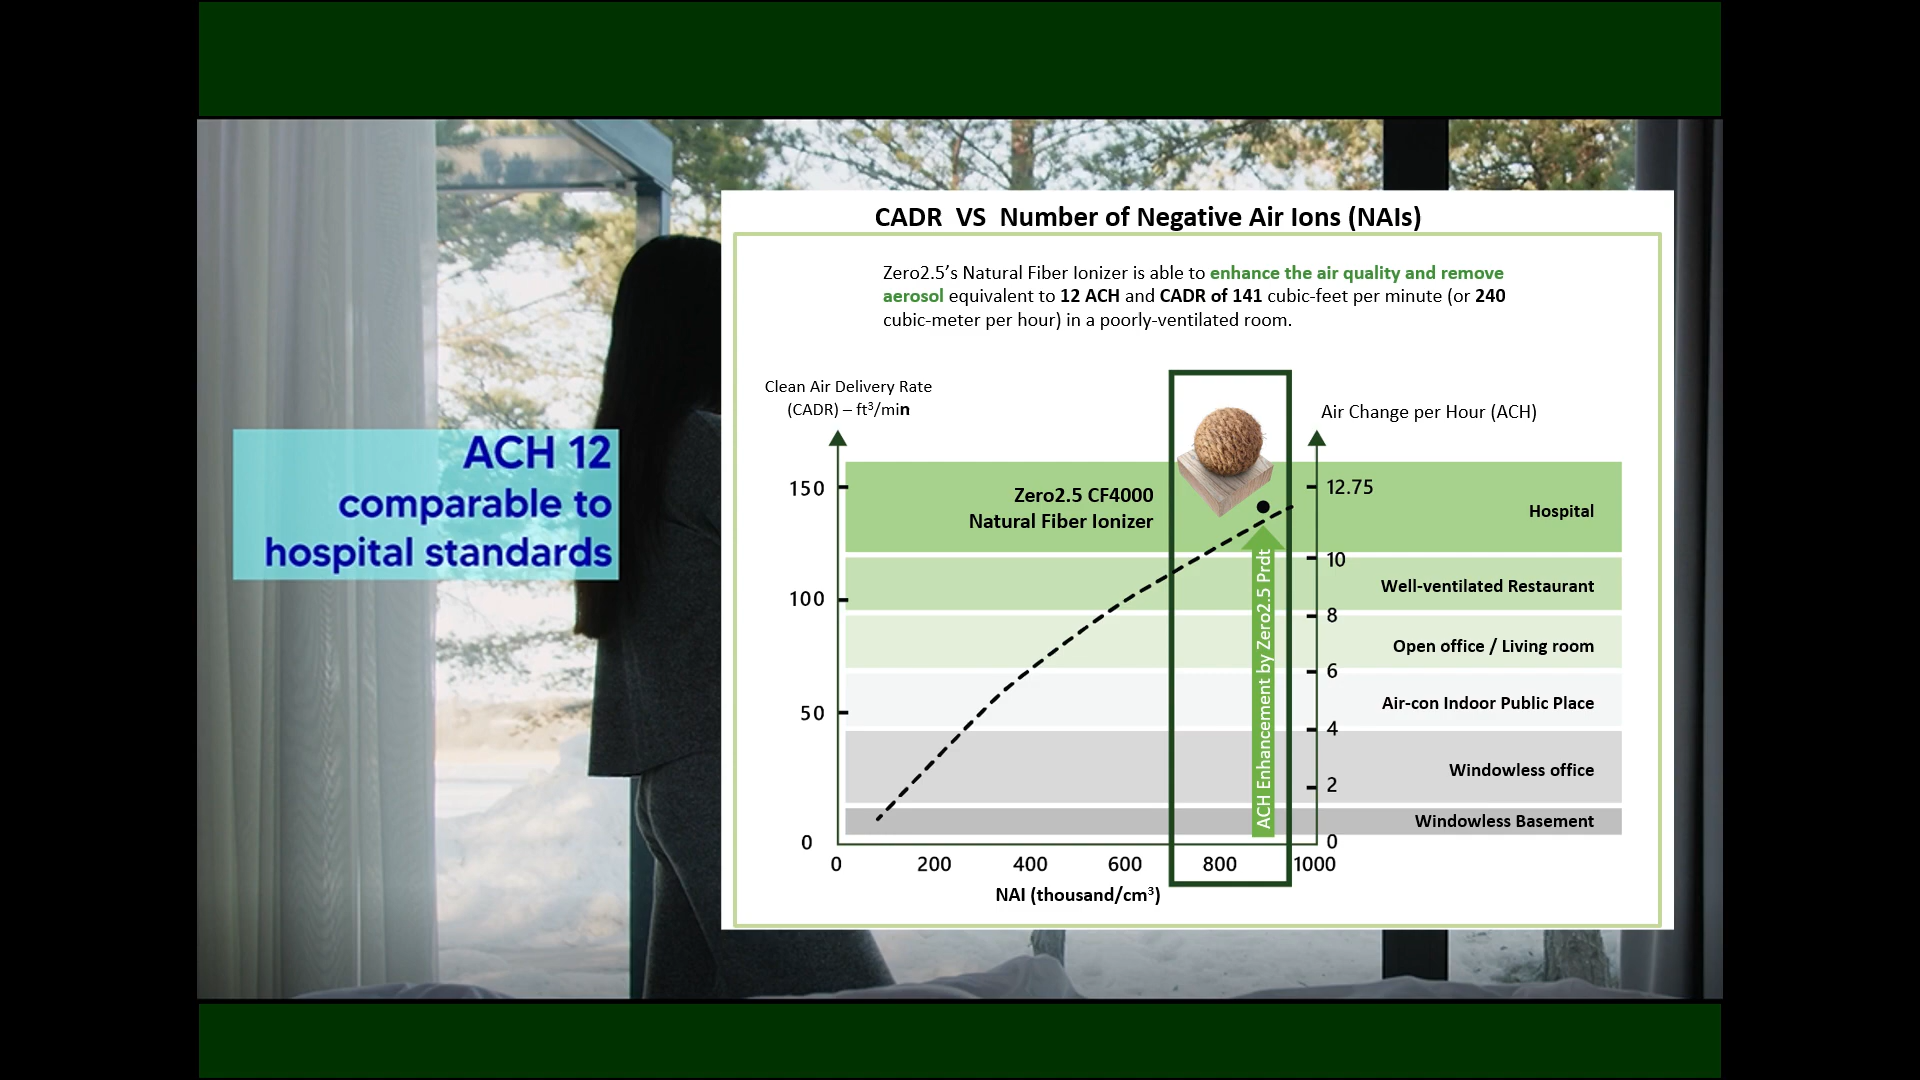 CADR VS Number of Negative Air Ions (NAIs)
Zero2.5’s Natural Fiber Ionizer is able to enhance the air quality and remove
aerosol equivalent to 12 ACH and CADR of 141 cubic-feet per minute (or 240
cubic-meter per hour) in a poorly-ventilated room.
ACH 12
comparable to
hospital standards
Clean Air Delivery Rate
(CADR) – ft³/min
Air Change per Hour (ACH)
150
100
50
0
Zero2.5 CF4000
Natural Fiber Ionizer
ACH Enhancement by Zero2.5 Prdt
12.75
10
8
6
4
2
0
Hospital
Well-ventilated Restaurant
Open office / Living room
Air-con Indoor Public Place
Windowless office
Windowless Basement
0 200 400 600 800 1000
NAI (thousand/cm³)